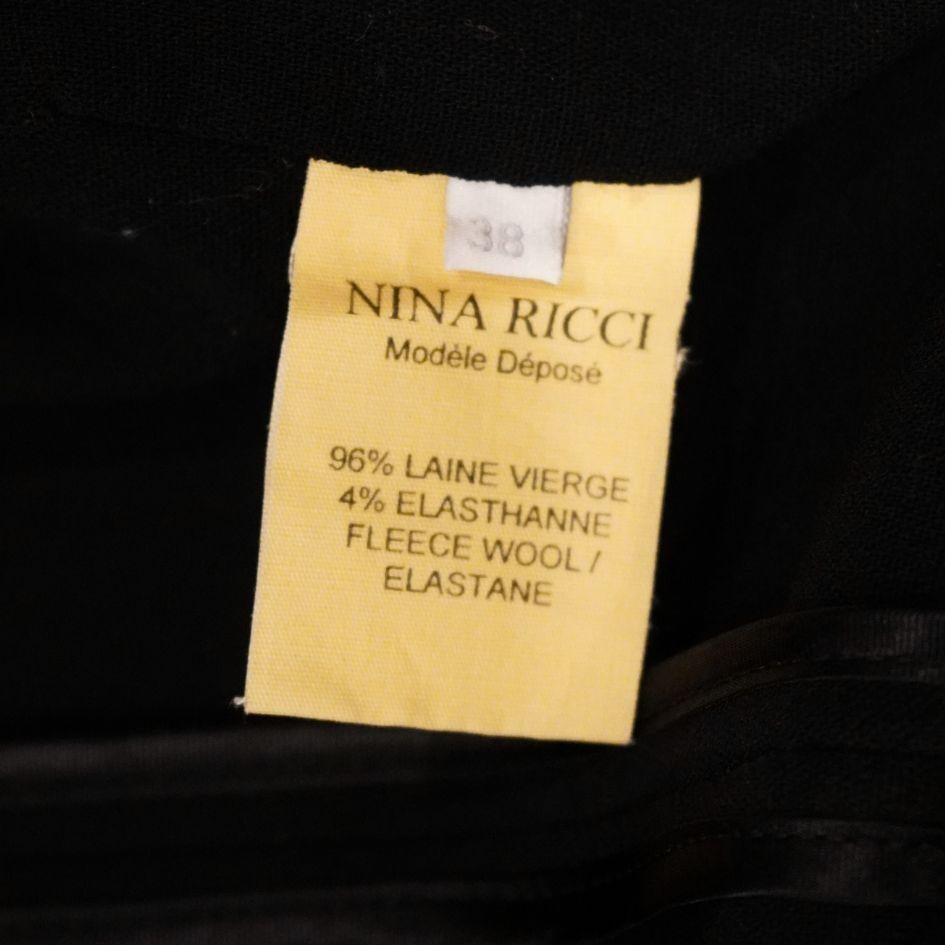 38
NINA RICCI
Modèle Déposé
96% LAINE VIERGE
4% ELASTHANNE
FLEECE WOOL /
ELASTANE